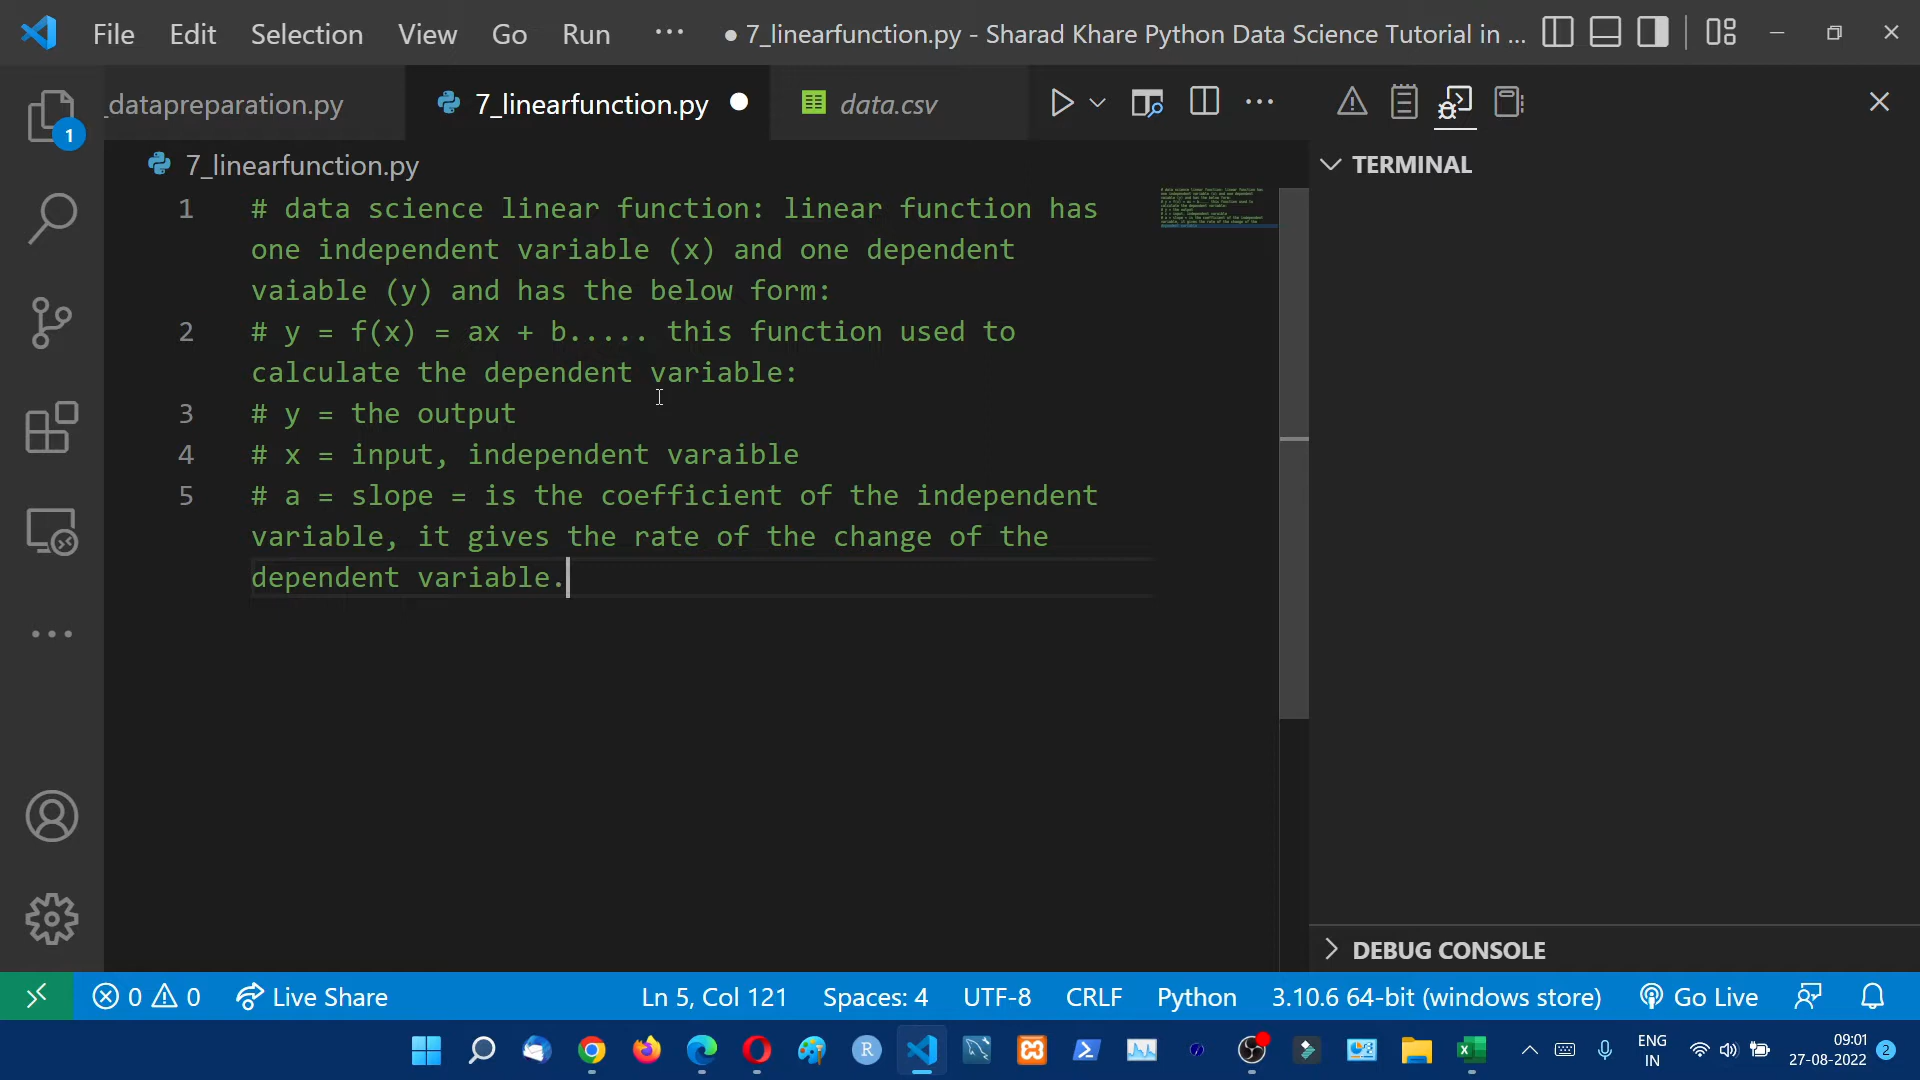 File Edit Selection View Go Run ··· ● 7_linearfunction.py - Sharad Khare Python Data Science Tutorial in ...
_datapreparation.py 7_linearfunction.py data.csv
1
7_linearfunction.py
TERMINAL
1 # data science linear function: linear function has
one independent variable (x) and one dependent
vaiable (y) and has the below form:
2 # y = f(x) = ax + b..... this function used to
calculate the dependent variable:
3 # y = the output
4 # x = input, independent varaible
5 # a = slope = is the coefficient of the independent
variable, it gives the rate of the change of the
dependent variable.
DEBUG CONSOLE
0 0 Live Share Ln 5, Col 121 Spaces: 4 UTF-8 CRLF Python 3.10.6 64-bit (windows store) Go Live
R
ENG
IN
09:01
27-08-2022
2